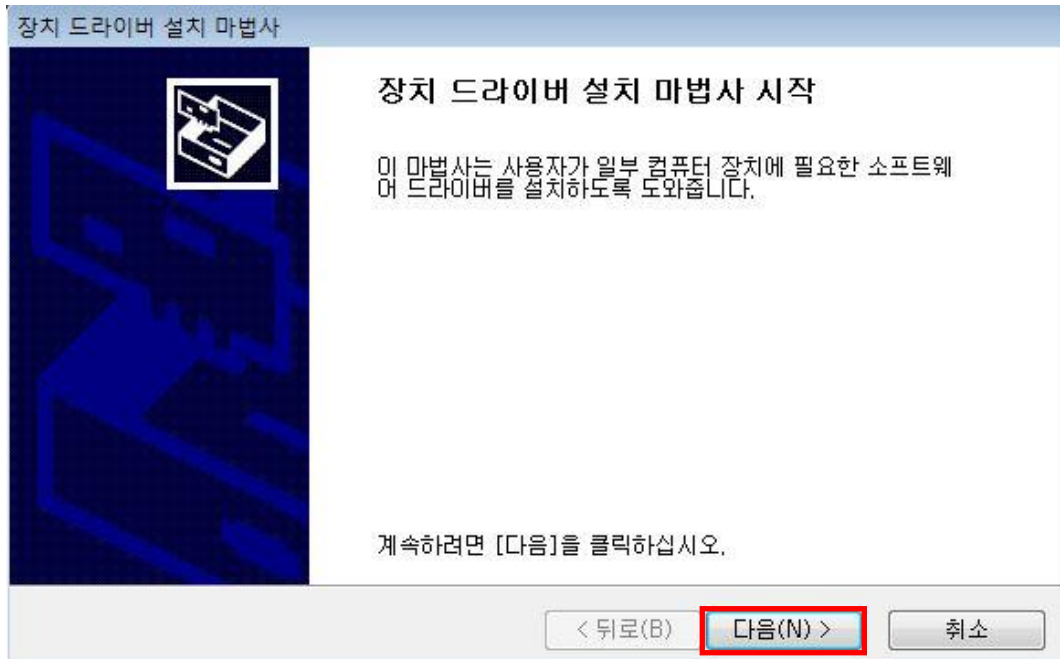 장치 드라이버 설치 마법사
장치 드라이버 설치 마법사 시작
이 마법사는 사용자가 일부 컴퓨터 장치에 필요한 소프트웨
어 드라이버를 설치하도록 도와줍니다.
계속하려면 [다음]을 클릭하십시오.
< 뒤로(B) 다음(N) > 취소